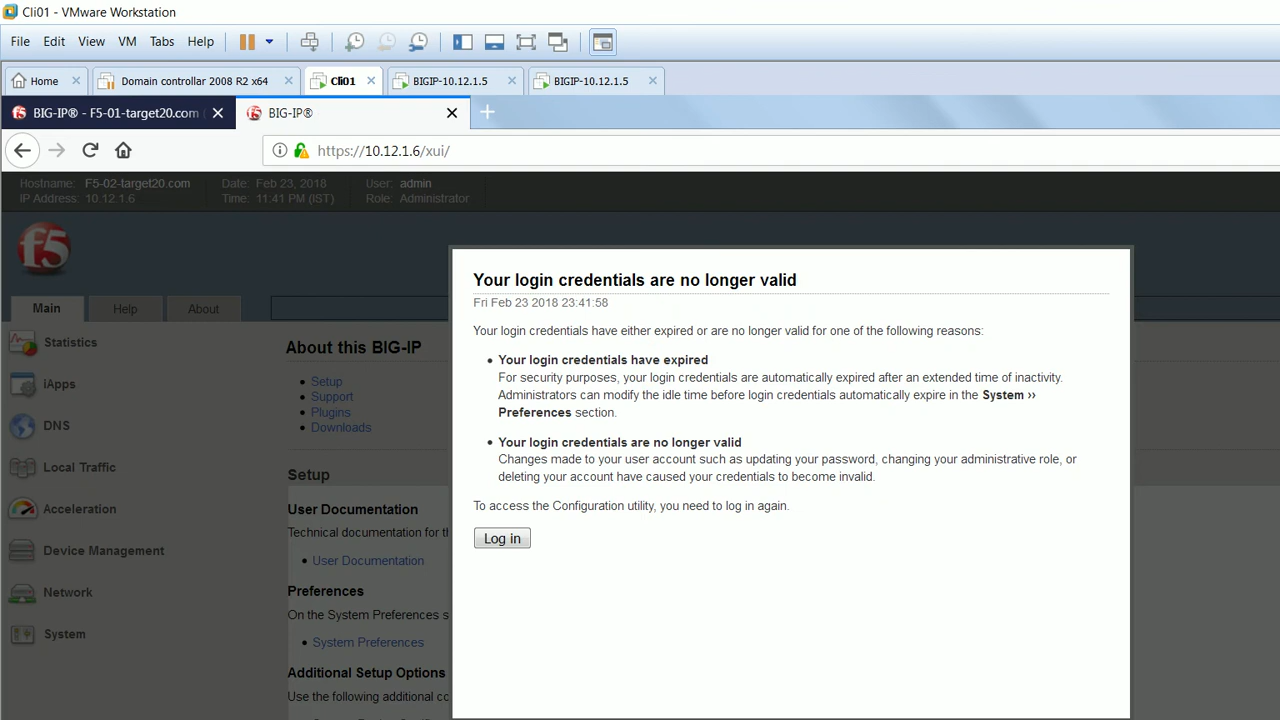 Cli01 - VMware Workstation
File Edit View VM Tabs Help
Home Domain controllar 2008 R2 x64 Cli01 BIGIP-10.12.1.5 BIGIP-10.12.1.5
BIG-IP® - F5-01-target20.com ( BIG-IP®
https://10.12.1.6/xui/
Hostname: F5-02-target20.com Date: Feb 23, 2018 User: admin
IP Address: 10.12.1.6 Time: 11:41 PM (IST) Role: Administrator
f5
Main Help About
Statistics
iApps
DNS
Local Traffic
Acceleration
Device Management
Network
System
About this BIG-IP
Setup
Support
Plugins
Downloads
Setup
User Documentation
Technical documentation for th
User Documentation
Preferences
On the System Preferences s
System Preferences
Additional Setup Options
Use the following additional co
Your login credentials are no longer valid
Fri Feb 23 2018 23:41:58
Your login credentials have either expired or are no longer valid for one of the following reasons:
Your login credentials have expired
For security purposes, your login credentials are automatically expired after an extended time of inactivity.
Administrators can modify the idle time before login credentials automatically expire in the System ››
Preferences section.
Your login credentials are no longer valid
Changes made to your user account such as updating your password, changing your administrative role, or
deleting your account have caused your credentials to become invalid.
To access the Configuration utility, you need to log in again.
Log in